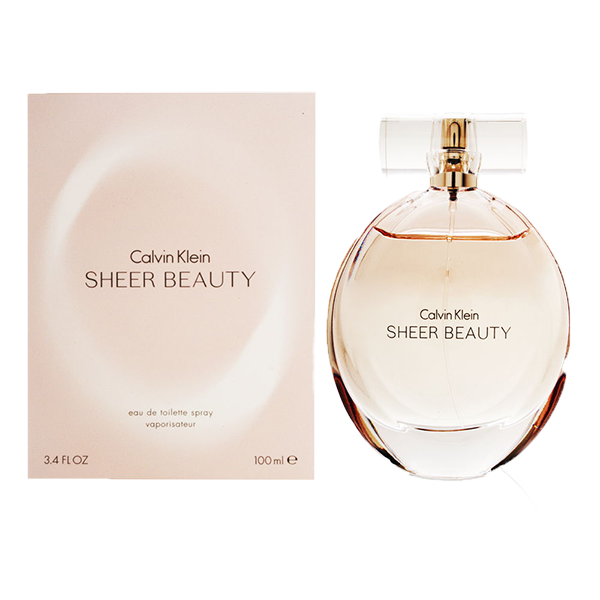 Calvin Klein
SHEER BEAUTY
eau de toilette spray
vaporisateur
3.4 FL OZ
100 ml ℮
Calvin Klein
SHEER BEAUTY